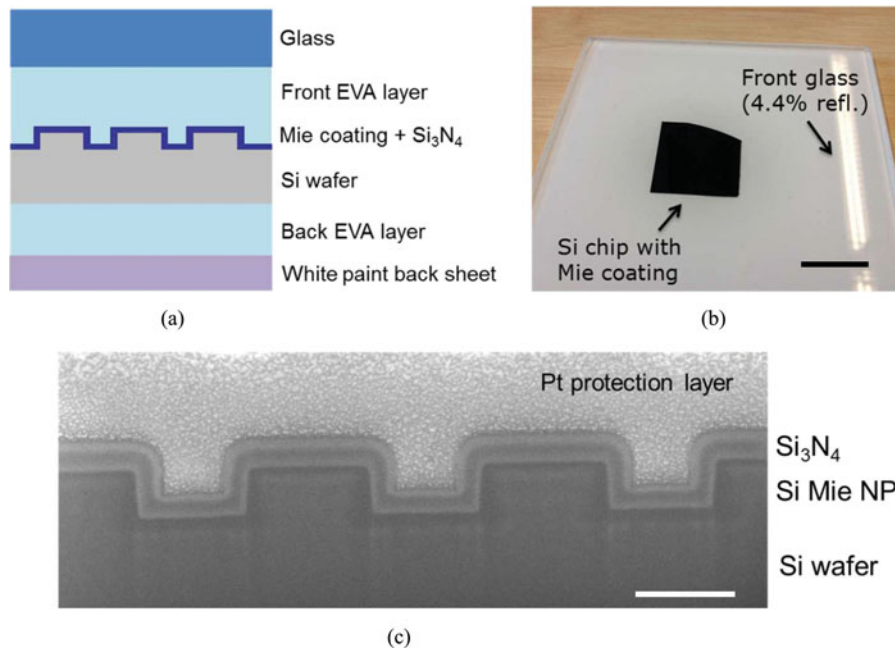 Glass
Front EVA layer
Mie coating + Si₃N₄
Si wafer
Back EVA layer
White paint back sheet
(a)
Front glass
(4.4% refl.)
Si chip with
Mie coating
(b)
Pt protection layer
Si₃N₄
Si Mie NP
Si wafer
(c)